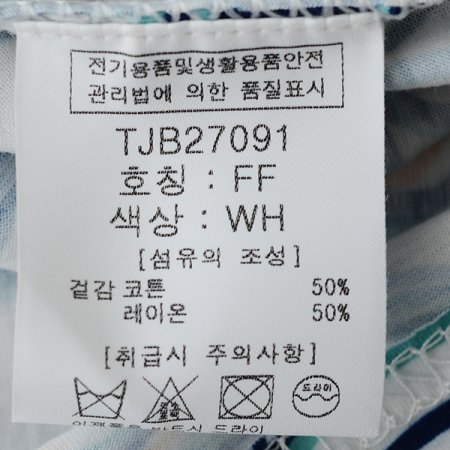 전기용품및생활용품안전
관리법에 의한 품질표시
TJB27091
호칭 : FF
색상 : WH
[섬유의 조성]
겉감 코튼 50%
레이온 50%
[취급시 주의사항]
드라이